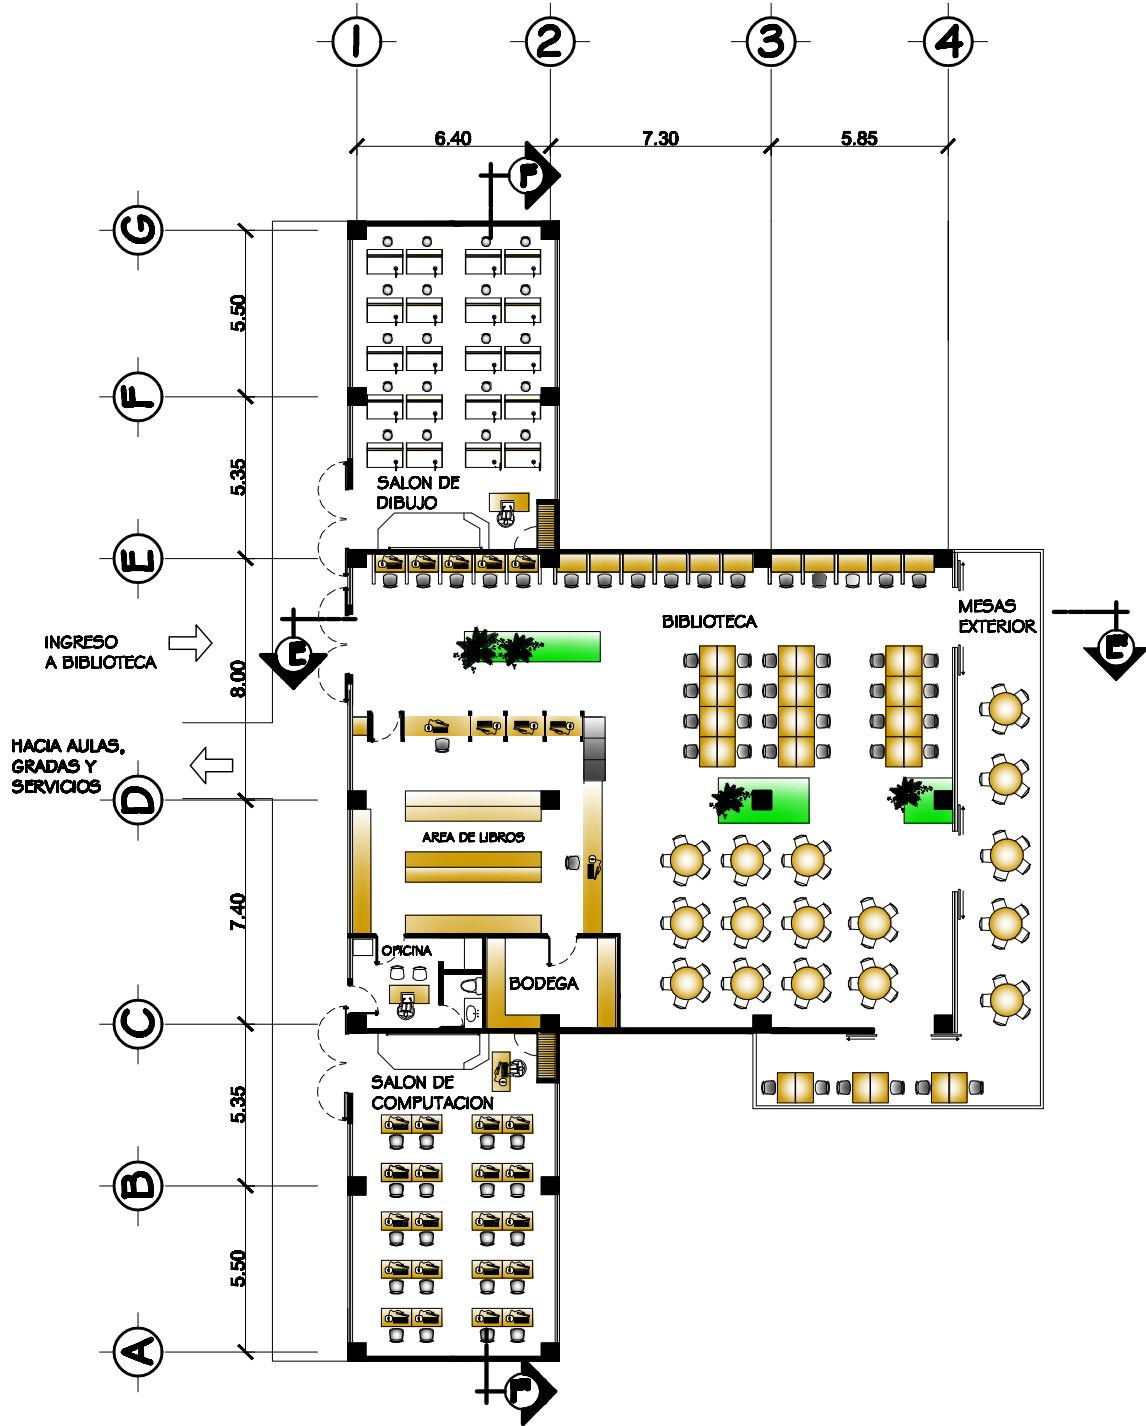 1 2 3 4
6.40 7.30 5.85
F
G
5.50
F
5.35
SALON DE
DIBUJO
E
MESAS
EXTERIOR
BIBLIOTECA
INGRESO
A BIBLIOTECA
E
E
8.00
HACIA AULAS,
GRADAS Y
SERVICIOS
D
AREA DE LIBROS
7.40
OFICINA
BODEGA
C
SALON DE
COMPUTACION
5.35
B
5.50
A
F